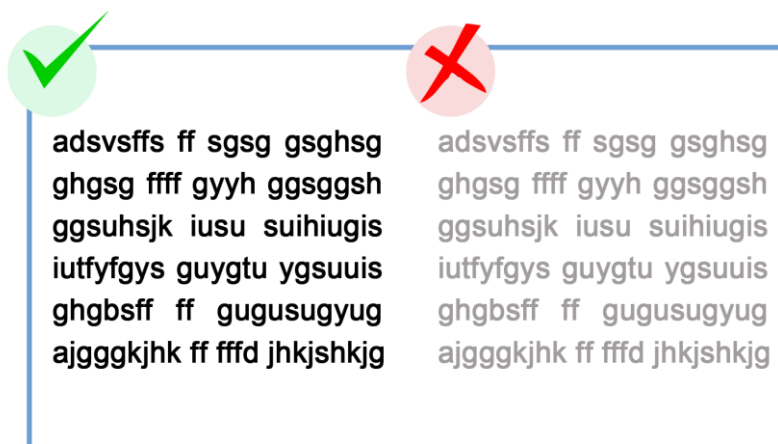 adsvsffs ff sgsg gsghsg
ghgsg ffff gyyh ggsggsh
ggsuhsjk iusu suihiugis
iutfyfgys guygtu ygsuuis
ghgbsff ff gugusugyug
ajgggkjhk ff fffd jhkjshkjg
adsvsffs ff sgsg gsghsg
ghgsg ffff gyyh ggsggsh
ggsuhsjk iusu suihiugis
iutfyfgys guygtu ygsuuis
ghgbsff ff gugusugyug
ajgggkjhk ff fffd jhkjshkjg